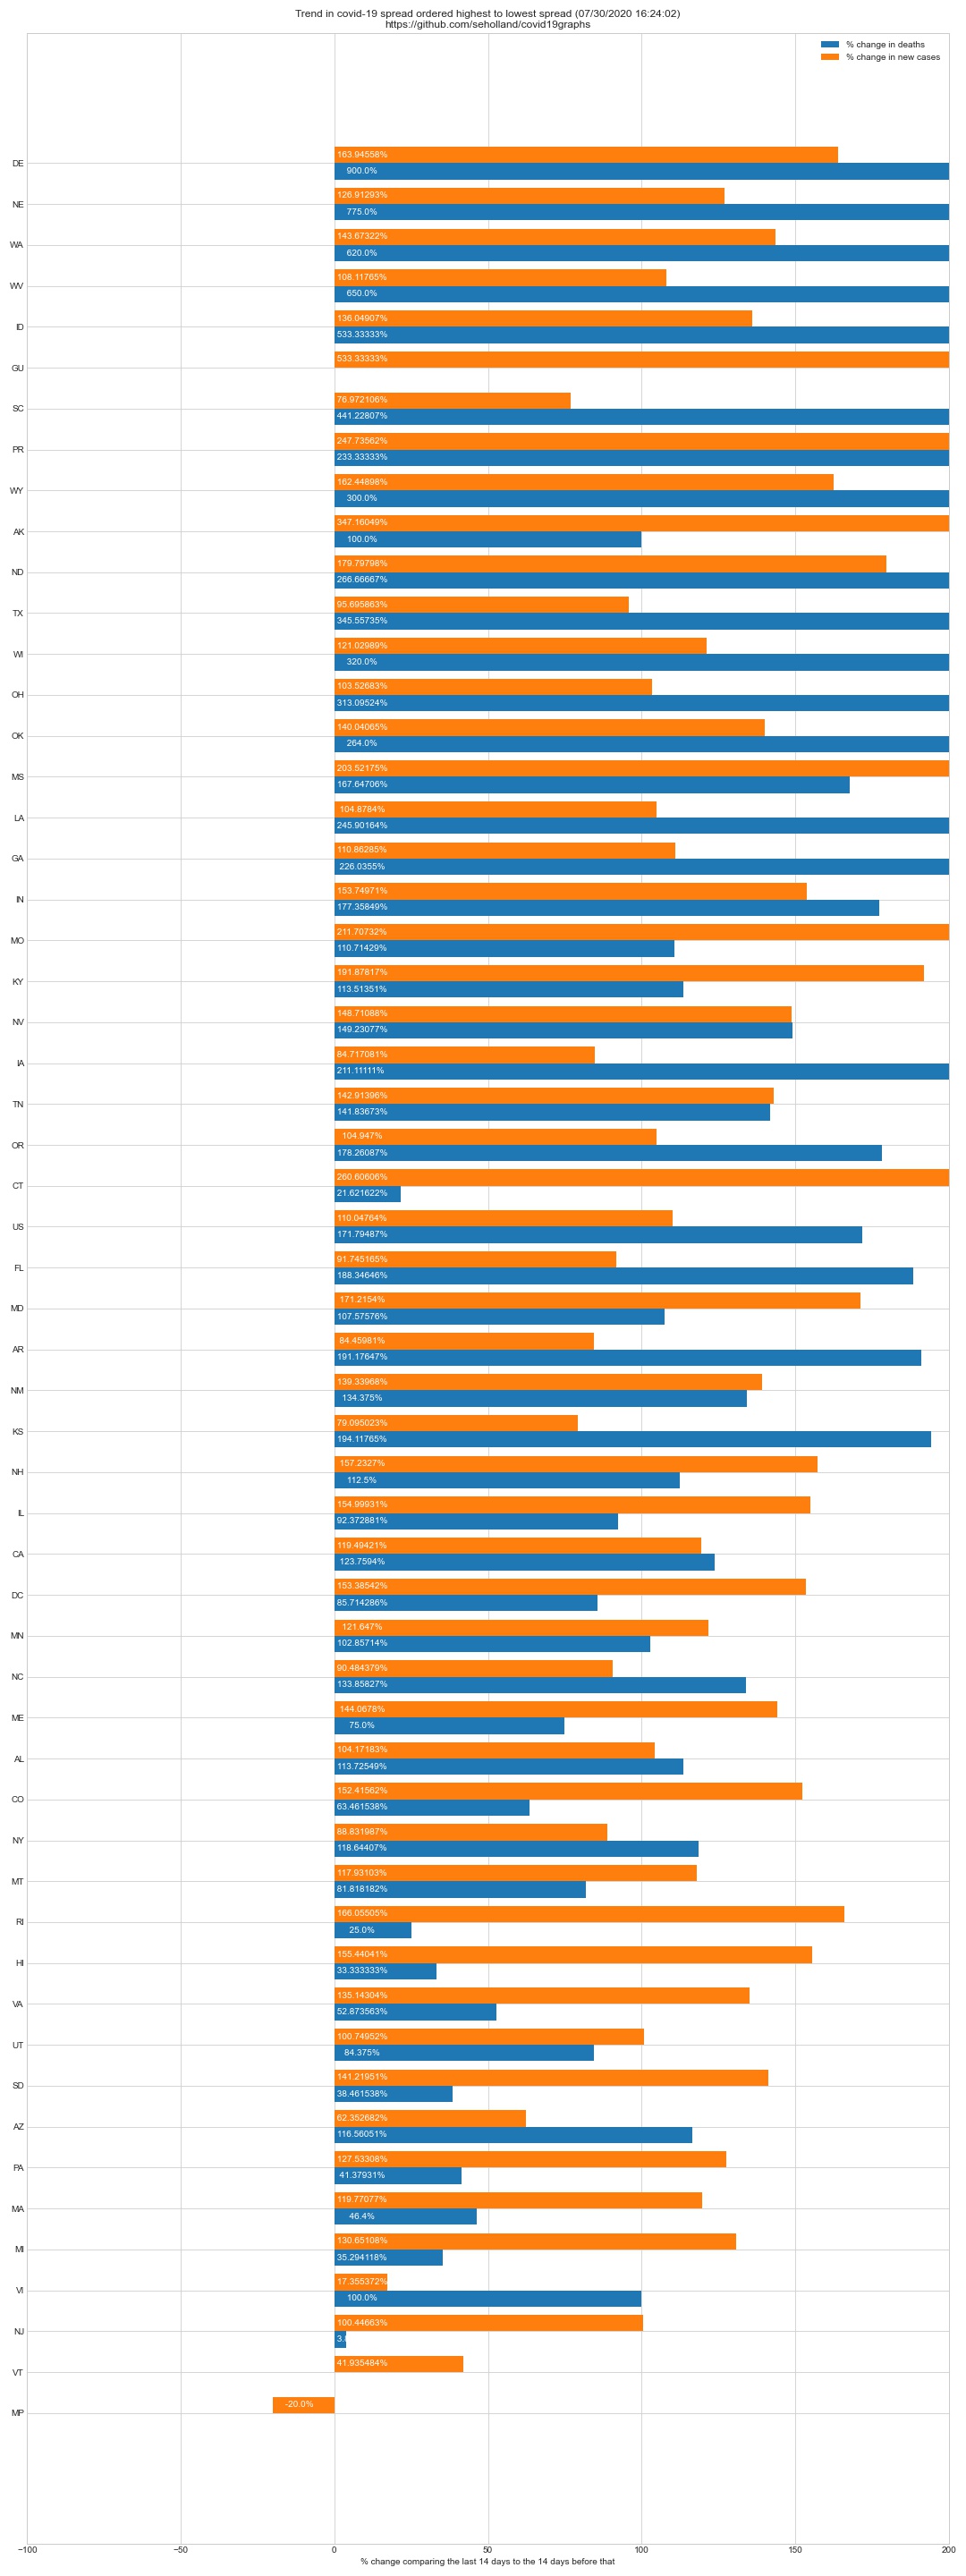 Trend in covid-19 spread ordered highest to lowest spread (07/30/2020 16:24:02)
https://github.com/seholland/covid19graphs
% change in deaths
% change in new cases
163.94558%
DE
900.0%
126.91293%
NE
775.0%
143.67322%
WA
620.0%
108.11765%
WV
650.0%
136.04907%
ID
533.33333%
533.33333%
GU
76.972106%
SC
441.22807%
247.73562%
PR
233.33333%
162.44898%
WY
300.0%
347.16049%
AK
100.0%
179.79798%
ND
266.66667%
95.695863%
TX
345.55735%
121.02989%
WI
320.0%
103.52683%
OH
313.09524%
140.04065%
OK
264.0%
203.52175%
MS
167.64706%
104.8784%
LA
245.90164%
110.86285%
GA
226.0355%
153.74971%
IN
177.35849%
211.70732%
MO
110.71429%
191.87817%
KY
113.51351%
148.71088%
NV
149.23077%
84.717081%
IA
211.11111%
142.91396%
TN
141.83673%
104.947%
OR
178.26087%
260.60606%
CT
21.621622%
110.04764%
US
171.79487%
91.745165%
FL
188.34646%
171.2154%
MD
107.57576%
84.45981%
AR
191.17647%
139.33968%
NM
134.375%
79.095023%
KS
194.11765%
157.2327%
NH
112.5%
154.99931%
IL
92.372881%
119.49421%
CA
123.7594%
153.38542%
DC
85.714286%
121.647%
MN
102.85714%
90.484379%
NC
133.85827%
144.0678%
ME
75.0%
104.17183%
AL
113.72549%
152.41562%
CO
63.461538%
88.831987%
NY
118.64407%
117.93103%
MT
81.818182%
166.05505%
RI
25.0%
155.44041%
HI
33.333333%
135.14304%
VA
52.873563%
100.74952%
UT
84.375%
141.21951%
SD
38.461538%
62.352682%
AZ
116.56051%
127.53308%
PA
41.37931%
119.77077%
MA
46.4%
130.65108%
MI
35.294118%
17.355372%
VI
100.0%
100.44663%
NJ
41.935484%
VT
-20.0%
MP
−100 −50 0 50 100 150 200
% change comparing the last 14 days to the 14 days before that